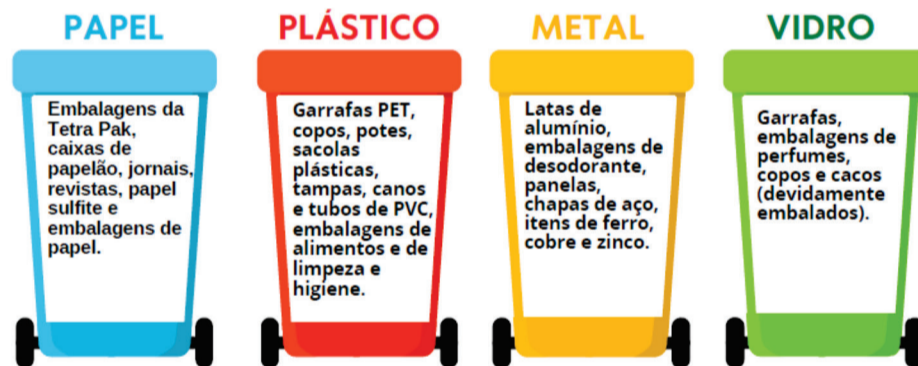 PAPEL
Embalagens da
Tetra Pak,
caixas de
papelão, jornais,
revistas, papel
sulfite e
embalagens de
papel.
PLÁSTICO
Garrafas PET,
copos, potes,
sacolas
plásticas,
tampas, canos
e tubos de PVC,
embalagens de
alimentos e de
limpeza e
higiene.
METAL
Latas de
alumínio,
embalagens de
desodorante,
panelas,
chapas de aço,
itens de ferro,
cobre e zinco.
VIDRO
Garrafas,
embalagens de
perfumes,
copos e cacos
(devidamente
embalados).